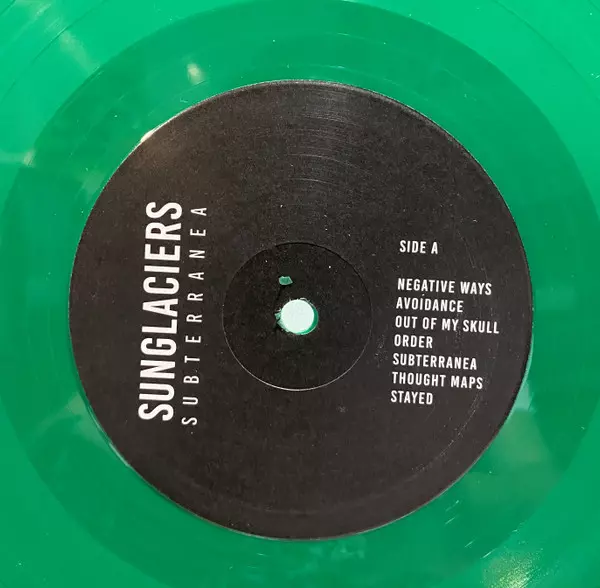 SUNGLACIERS
SUBTERRANEA
SIDE A
NEGATIVE WAYS
AVOIDANCE
OUT OF MY SKULL
ORDER
SUBTERRANEA
THOUGHT MAPS
STAYED